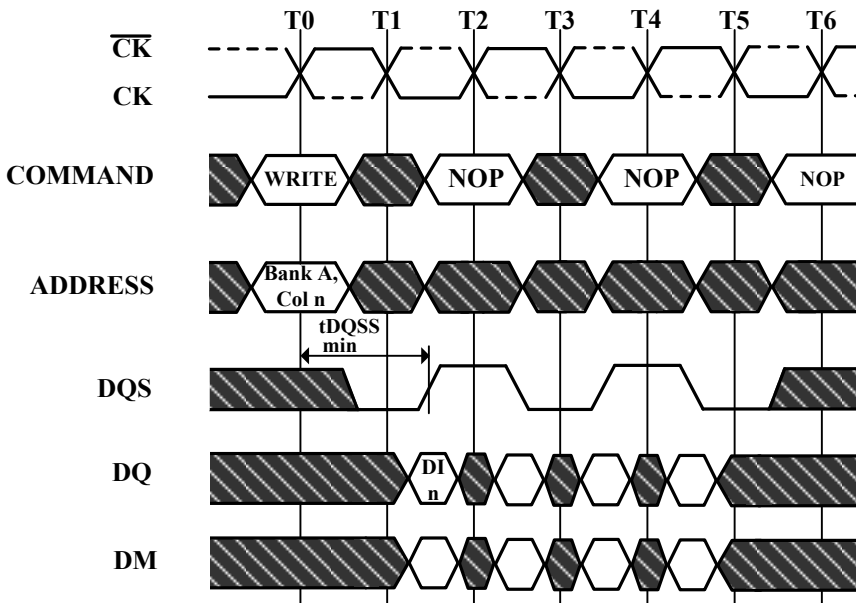 T0 T1 T2 T3 T4 T5 T6
CK
CK
COMMAND WRITE NOP NOP NOP
ADDRESS Bank A,
Col n
tDQSS
min
DQS
DQ DI
n
DM